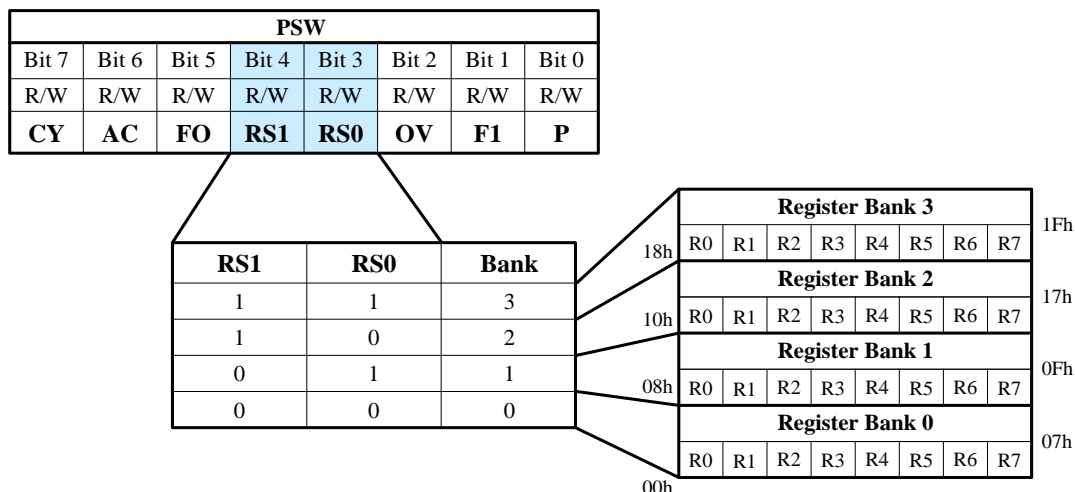 PSW
Bit 7 Bit 6 Bit 5 Bit 4 Bit 3 Bit 2 Bit 1 Bit 0
R/W R/W R/W R/W R/W R/W R/W R/W
CY AC FO RS1 RS0 OV F1 P
RS1 RS0 Bank
1 1 3
1 0 2
0 1 1
0 0 0
Register Bank 3
1Fh
18h R0 R1 R2 R3 R4 R5 R6 R7
Register Bank 2
17h
10h R0 R1 R2 R3 R4 R5 R6 R7
Register Bank 1
0Fh
08h R0 R1 R2 R3 R4 R5 R6 R7
Register Bank 0
07h
R0 R1 R2 R3 R4 R5 R6 R7
00h